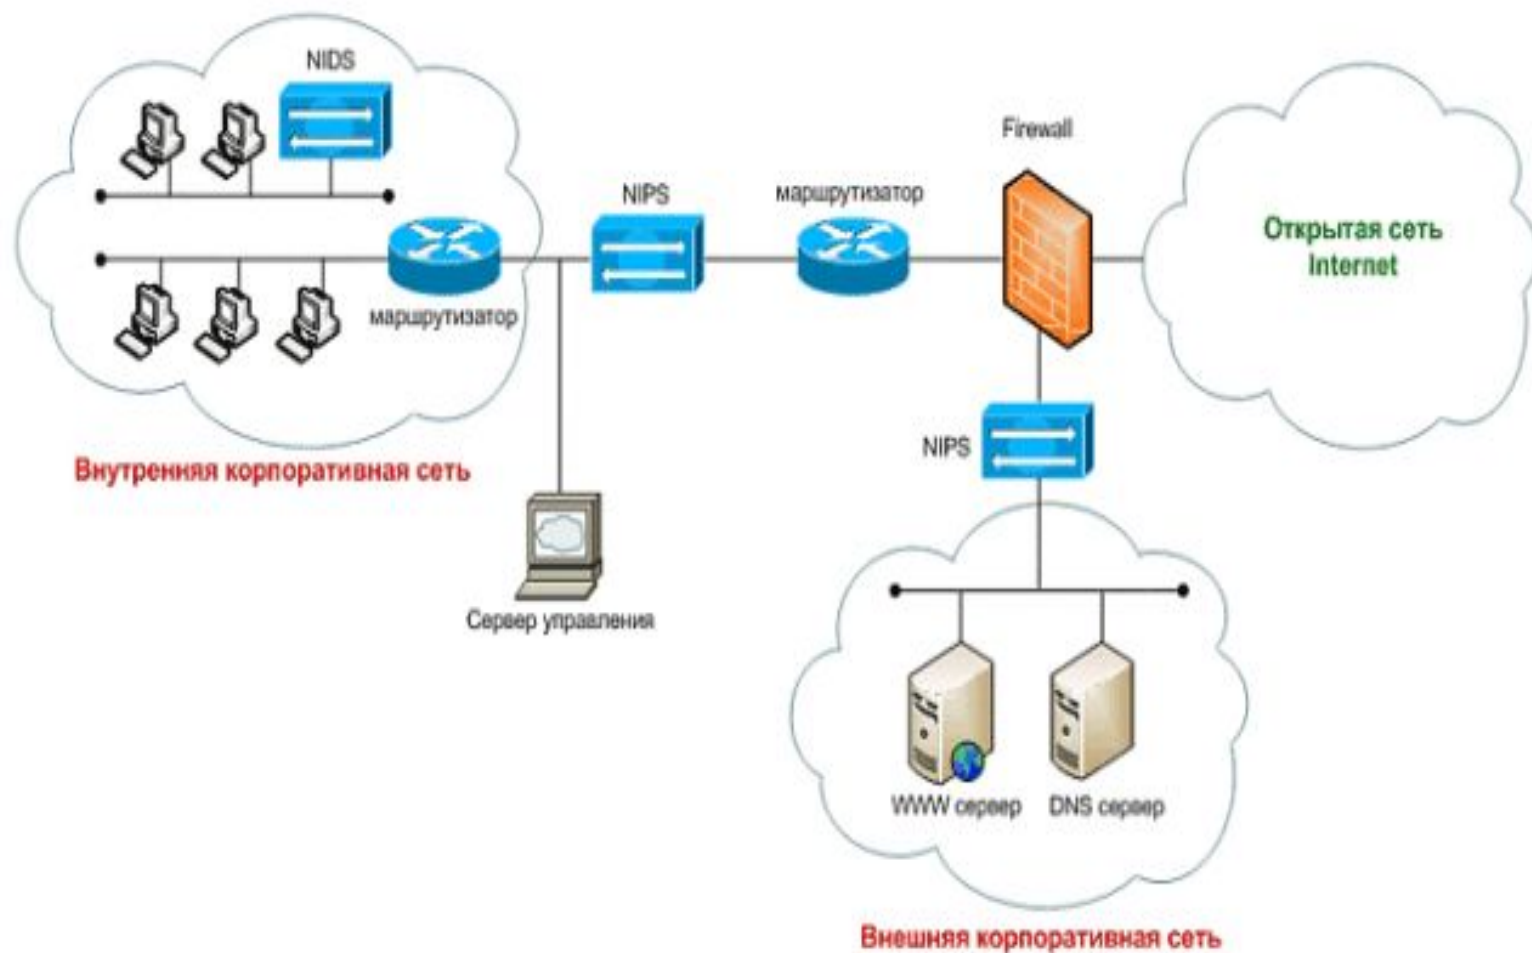 NIDS
Firewall
NIPS
маршрутизатор
Открытая сеть
Internet
маршрутизатор
NIPS
Внутренняя корпоративная сеть
Сервер управления
WWW сервер
DNS сервер
Внешняя корпоративная сеть